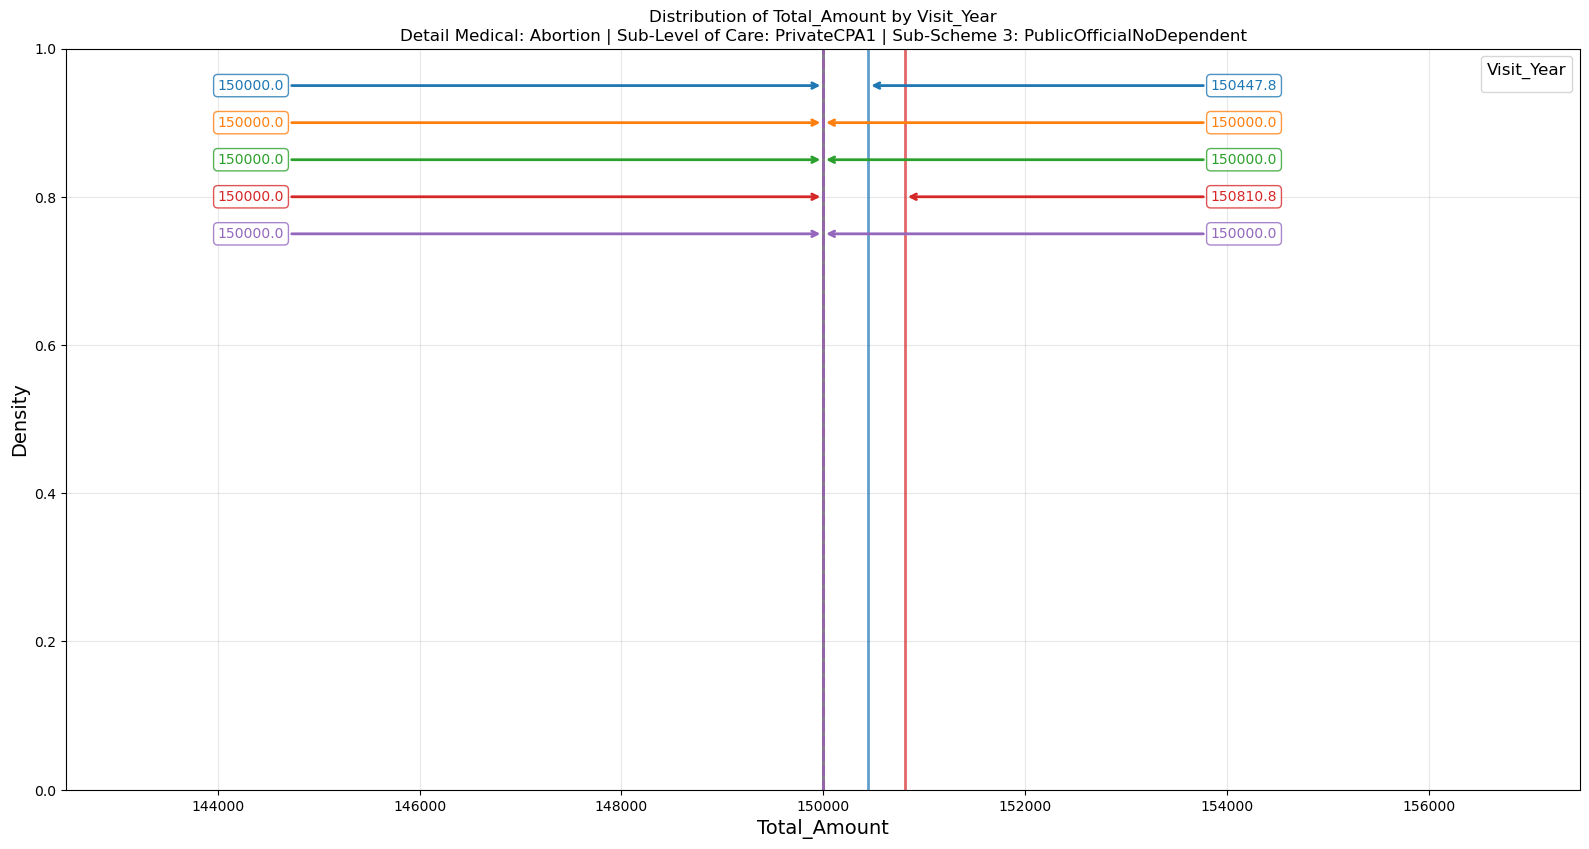 Distribution of Total_Amount by Visit_Year
Detail Medical: Abortion | Sub-Level of Care: PrivateCPA1 | Sub-Scheme 3: PublicOfficialNoDependent
Visit_Year
1.0
0.8
0.6
0.4
0.2
0.0
Density
150000.0 150447.8
150000.0 150000.0
150000.0 150000.0
150000.0 150810.8
150000.0 150000.0
144000 146000 148000 150000 152000 154000 156000
Total_Amount